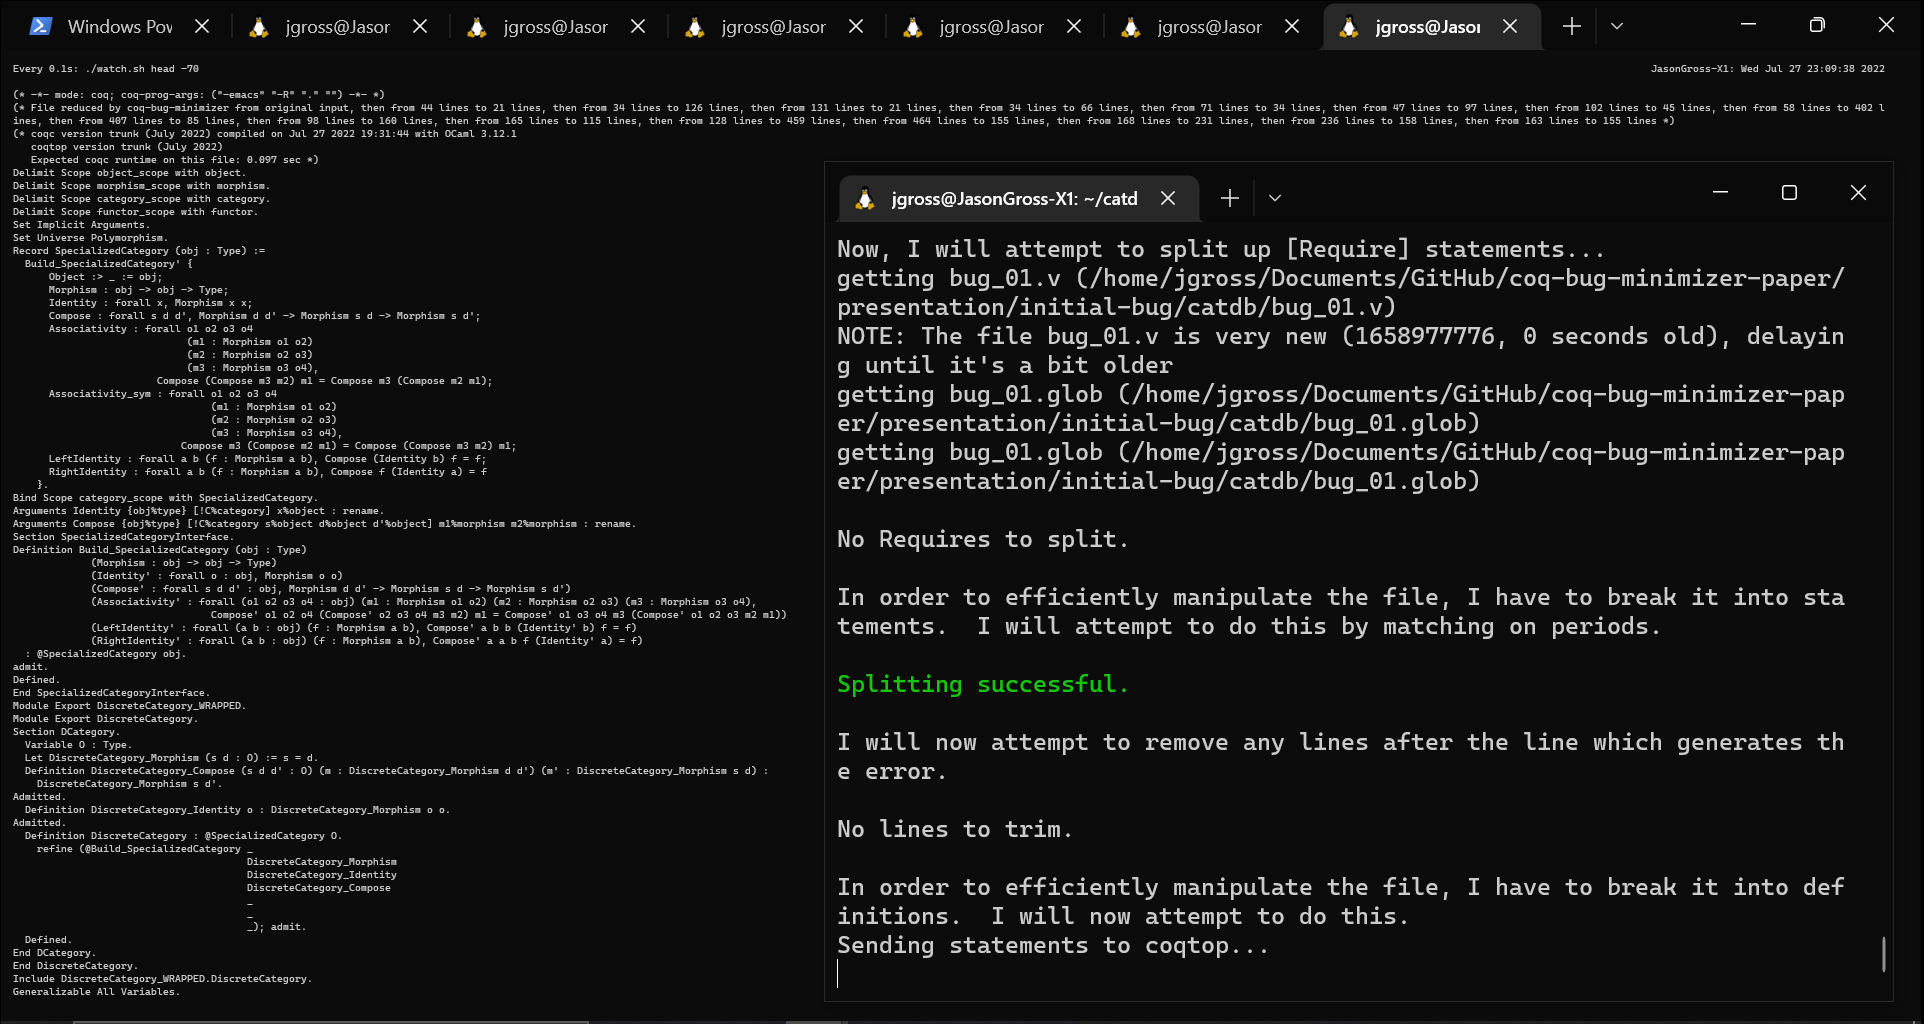 Windows Pov
jgross@Jasor
jgross@Jasor
jgross@Jasor
jgross@Jasor
jgross@Jasor
jgross@Jasor
Every 0.1s: ./watch.sh head -70
JasonGross-X1: Wed Jul 27 23:09:38 2022
(* -*- mode: coq; coq-prog-args: ("-emacs" "-R" "." "") -*- *)
(* File reduced by coq-bug-minimizer from original input, then from 44 lines to 21 lines, then from 34 lines to 126 lines, then from 131 lines to 21 lines, then from 34 lines to 66 lines, then from 71 lines to 34 lines, then from 47 lines to 97 lines, then from 102 lines to 45 lines, then from 58 lines to 402 l
ines, then from 407 lines to 85 lines, then from 98 lines to 160 lines, then from 165 lines to 115 lines, then from 128 lines to 459 lines, then from 464 lines to 155 lines, then from 168 lines to 231 lines, then from 236 lines to 158 lines, then from 163 lines to 155 lines *)
(* coqc version trunk (July 2022) compiled on Jul 27 2022 19:31:44 with OCaml 3.12.1
coqtop version trunk (July 2022)
Expected coqc runtime on this file: 0.097 sec *)
Delimit Scope object_scope with object.
Delimit Scope morphism_scope with morphism.
Delimit Scope category_scope with category.
Delimit Scope functor_scope with functor.
Set Implicit Arguments.
Set Universe Polymorphism.
Record SpecializedCategory (obj : Type) :=
Build_SpecializedCategory' {
Object :> _ := obj;
Morphism : obj -> obj -> Type;
Identity : forall x, Morphism x x;
Compose : forall s d d', Morphism d d' -> Morphism s d -> Morphism s d';
Associativity : forall o1 o2 o3 o4
(m1 : Morphism o1 o2)
(m2 : Morphism o2 o3)
(m3 : Morphism o3 o4),
Compose (Compose m3 m2) m1 = Compose m3 (Compose m2 m1);
Associativity_sym : forall o1 o2 o3 o4
(m1 : Morphism o1 o2)
(m2 : Morphism o2 o3)
(m3 : Morphism o3 o4),
Compose m3 (Compose m2 m1) = Compose (Compose m3 m2) m1;
LeftIdentity : forall a b (f : Morphism a b), Compose (Identity b) f = f;
RightIdentity : forall a b (f : Morphism a b), Compose f (Identity a) = f
}.
Bind Scope category_scope with SpecializedCategory.
Arguments Identity {obj%type} [!C%category] x%object : rename.
Arguments Compose {obj%type} [!C%category s%object d%object d'%object] m1%morphism m2%morphism : rename.
Section SpecializedCategoryInterface.
Definition Build_SpecializedCategory (obj : Type)
(Morphism : obj -> obj -> Type)
(Identity' : forall o : obj, Morphism o o)
(Compose' : forall s d d' : obj, Morphism d d' -> Morphism s d -> Morphism s d')
(Associativity' : forall (o1 o2 o3 o4 : obj) (m1 : Morphism o1 o2) (m2 : Morphism o2 o3) (m3 : Morphism o3 o4),
Compose' o1 o2 o4 (Compose' o2 o3 o4 m3 m2) m1 = Compose' o1 o3 o4 m3 (Compose' o1 o2 o3 m2 m1))
(LeftIdentity' : forall (a b : obj) (f : Morphism a b), Compose' a b b (Identity' b) f = f)
(RightIdentity' : forall (a b : obj) (f : Morphism a b), Compose' a a b f (Identity' a) = f)
: @SpecializedCategory obj.
admit.
Defined.
End SpecializedCategoryInterface.
Module Export DiscreteCategory_WRAPPED.
Module Export DiscreteCategory.
Section DCategory.
Variable O : Type.
Let DiscreteCategory_Morphism (s d : O) := s = d.
Definition DiscreteCategory_Compose (s d d' : O) (m : DiscreteCategory_Morphism d d') (m' : DiscreteCategory_Morphism s d) :
DiscreteCategory_Morphism s d'.
Admitted.
Definition DiscreteCategory_Identity o : DiscreteCategory_Morphism o o.
Admitted.
Definition DiscreteCategory : @SpecializedCategory O.
refine (@Build_SpecializedCategory _
DiscreteCategory_Morphism
DiscreteCategory_Identity
DiscreteCategory_Compose
_
_
_); admit.
Defined.
End DCategory.
End DiscreteCategory.
Include DiscreteCategory_WRAPPED.DiscreteCategory.
Generalizable All Variables.
jgross@JasonGross-X1: ~/catd
Now, I will attempt to split up [Require] statements...
getting bug_01.v (/home/jgross/Documents/GitHub/coq-bug-minimizer-paper/
presentation/initial-bug/catdb/bug_01.v)
NOTE: The file bug_01.v is very new (1658977776, 0 seconds old), delayin
g until it's a bit older
getting bug_01.glob (/home/jgross/Documents/GitHub/coq-bug-minimizer-pap
er/presentation/initial-bug/catdb/bug_01.glob)
getting bug_01.glob (/home/jgross/Documents/GitHub/coq-bug-minimizer-pap
er/presentation/initial-bug/catdb/bug_01.glob)
No Requires to split.
In order to efficiently manipulate the file, I have to break it into sta
tements.  I will attempt to do this by matching on periods.
Splitting successful.
I will now attempt to remove any lines after the line which generates th
e error.
No lines to trim.
In order to efficiently manipulate the file, I have to break it into def
initions.  I will now attempt to do this.
Sending statements to coqtop...